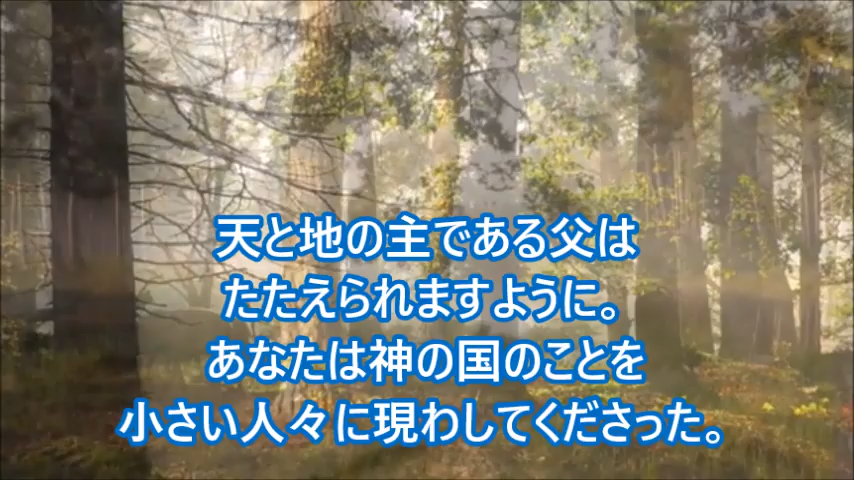 天と地の主である父は
たたえられますように。
あなたは神の国のことを
小さい人々に現わしてくださった。